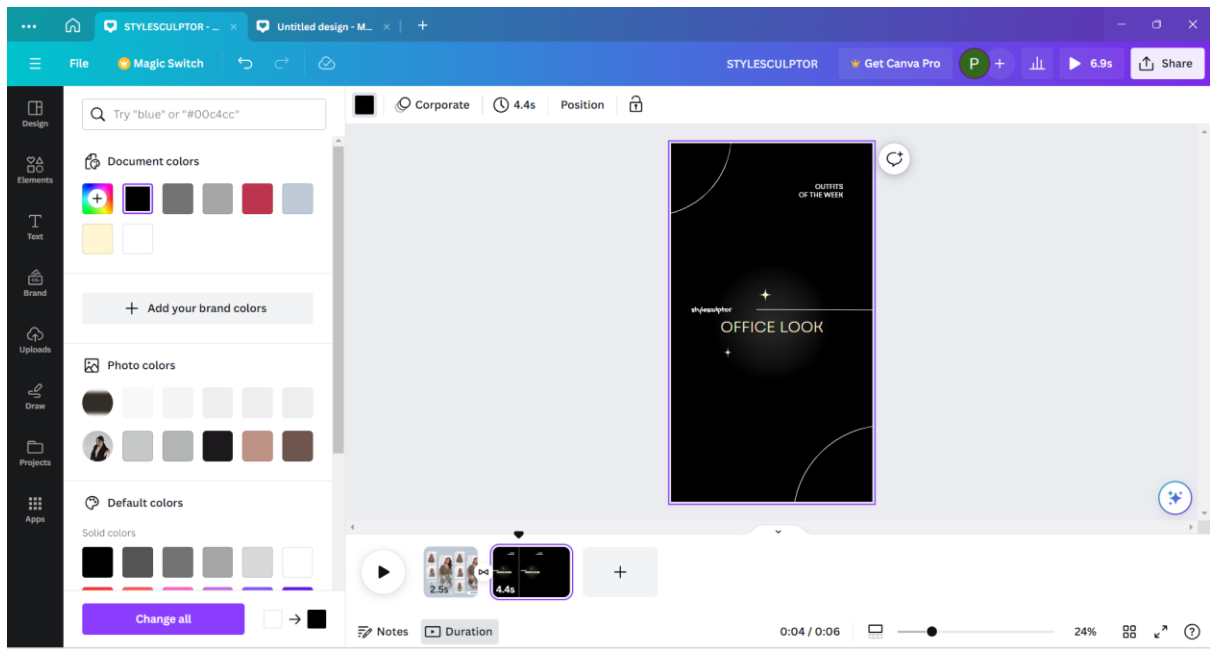 STYLESCULPTOR - ...
Untitled design - M...
File
Magic Switch
STYLESCULPTOR
Get Canva Pro
P
6.9s
Share
Design
Elements
Text
Brand
Uploads
Draw
Projects
Apps
Try "blue" or "#00c4cc"
Document colors
Add your brand colors
Photo colors
Default colors
Solid colors
Change all
Corporate
4.4s
Position
OUTFITS
OF THE WEEK
stylesculptor
OFFICE LOOK
2.5s
4.4s
Notes
Duration
0:04 / 0:06
24%